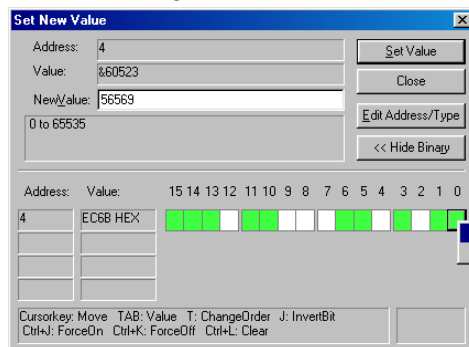 Set New Value
Address: 4
Value: &60523
NewValue: 56569
0 to 65535
Set Value
Close
Edit Address/Type
<< Hide Binary
Address: Value: 15 14 13 12 11 10 9 8 7 6 5 4 3 2 1 0
4 EC6B HEX
Cursorkey: Move TAB: Value T: ChangeOrder J: InvertBit
Ctrl+J: ForceOn Ctrl+K: ForceOff Ctrl+L: Clear